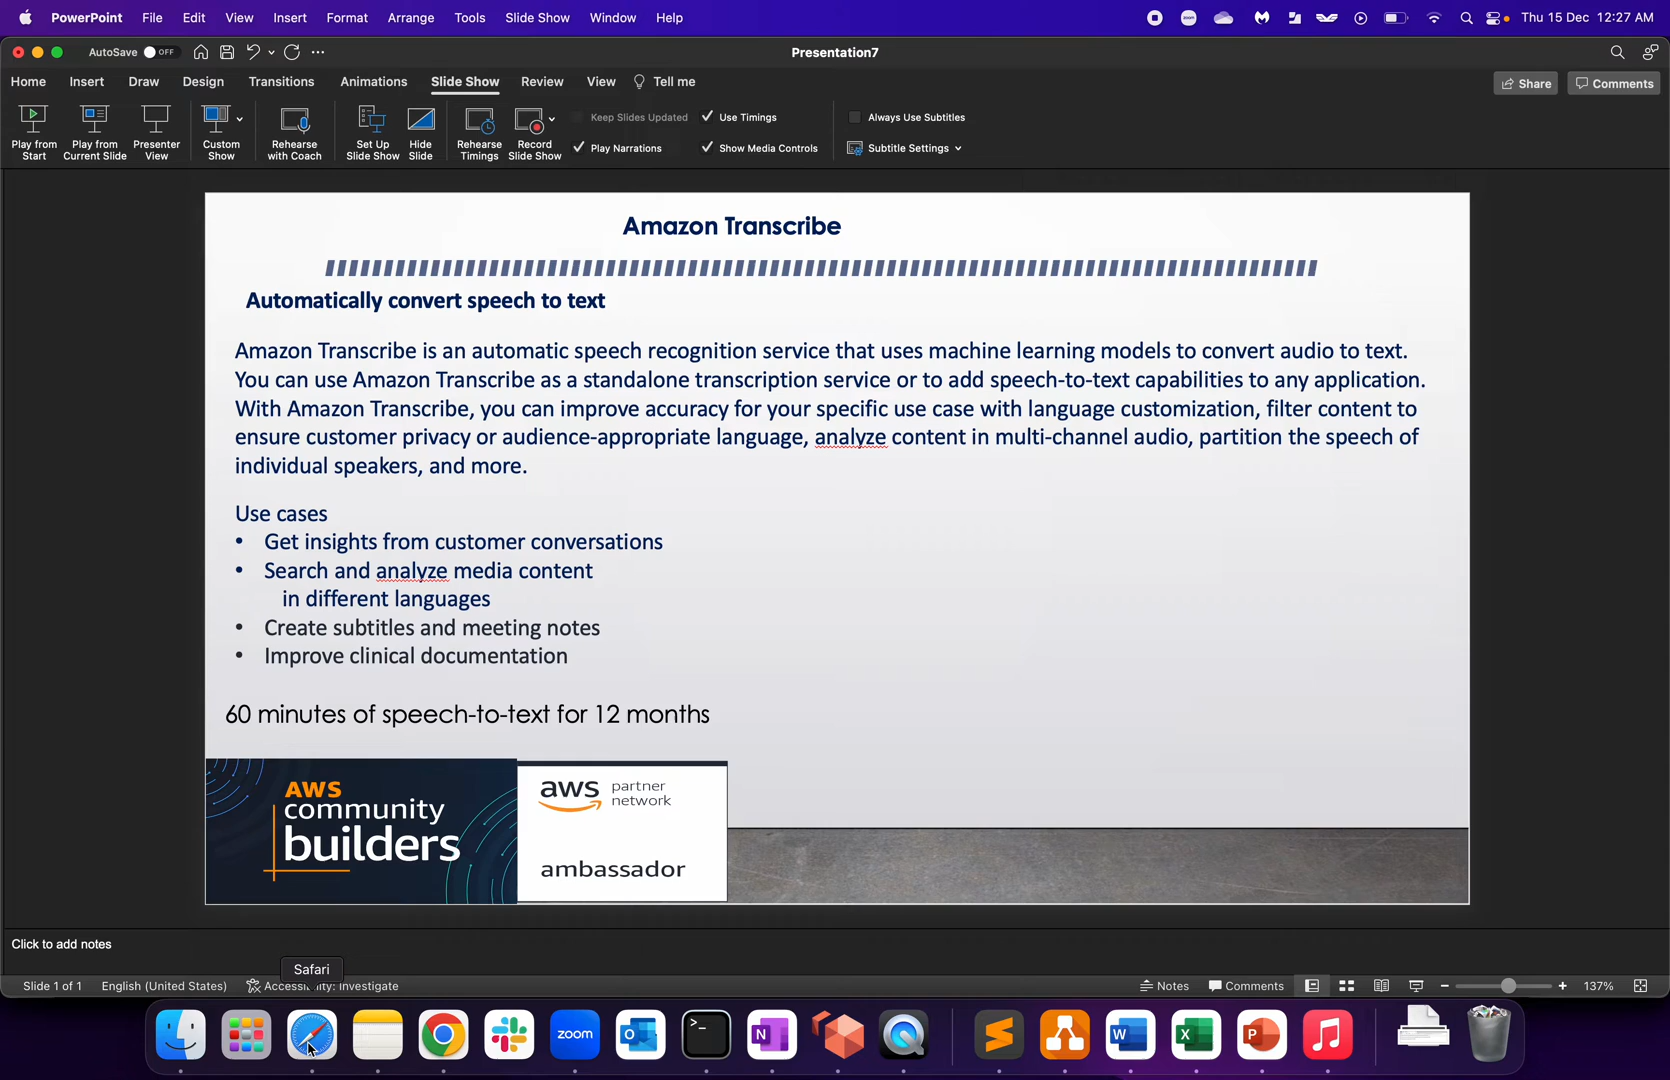 PowerPoint File Edit View Insert Format Arrange Tools Slide Show Window Help
zoom Thu 15 Dec 12:27 AM
AutoSave OFF Presentation7
Home Insert Draw Design Transitions Animations Slide Show Review View Tell me Share Comments
Keep Slides Updated Use Timings Always Use Subtitles
Play from Start
Play from Current Slide
Presenter View
Custom Show
Rehearse with Coach
Set Up Slide Show
Hide Slide
Rehearse Timings
Record Slide Show
Play Narrations Show Media Controls Subtitle Settings
Amazon Transcribe
Automatically convert speech to text
Amazon Transcribe is an automatic speech recognition service that uses machine learning models to convert audio to text.
You can use Amazon Transcribe as a standalone transcription service or to add speech-to-text capabilities to any application.
With Amazon Transcribe, you can improve accuracy for your specific use case with language customization, filter content to
ensure customer privacy or audience-appropriate language, analyze content in multi-channel audio, partition the speech of
individual speakers, and more.
Use cases
• Get insights from customer conversations
• Search and analyze media content
in different languages
• Create subtitles and meeting notes
• Improve clinical documentation
60 minutes of speech-to-text for 12 months
AWS
community
builders
aws partner
network
ambassador
Click to add notes
Safari
Slide 1 of 1 English (United States) Accessibility: Investigate Notes Comments 137%
zoom